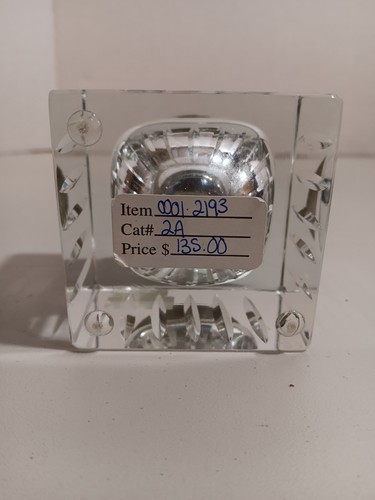 Item 0001-2193
Cat# 2A
Price $ 135.00